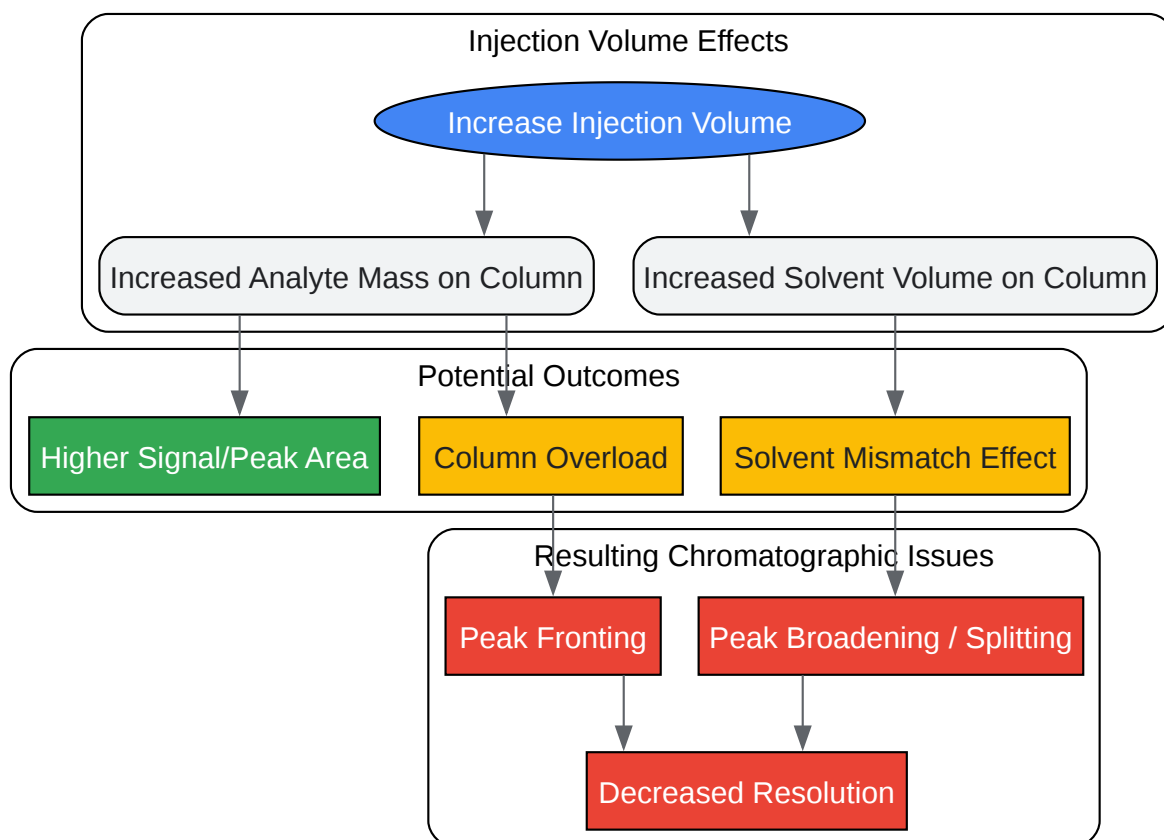 Injection Volume Effects
Increase Injection Volume
Increased Analyte Mass on Column
Increased Solvent Volume on Column
Potential Outcomes
Higher Signal/Peak Area
Column Overload
Solvent Mismatch Effect
Resulting Chromatographic Issues
Peak Fronting
Peak Broadening / Splitting
Decreased Resolution